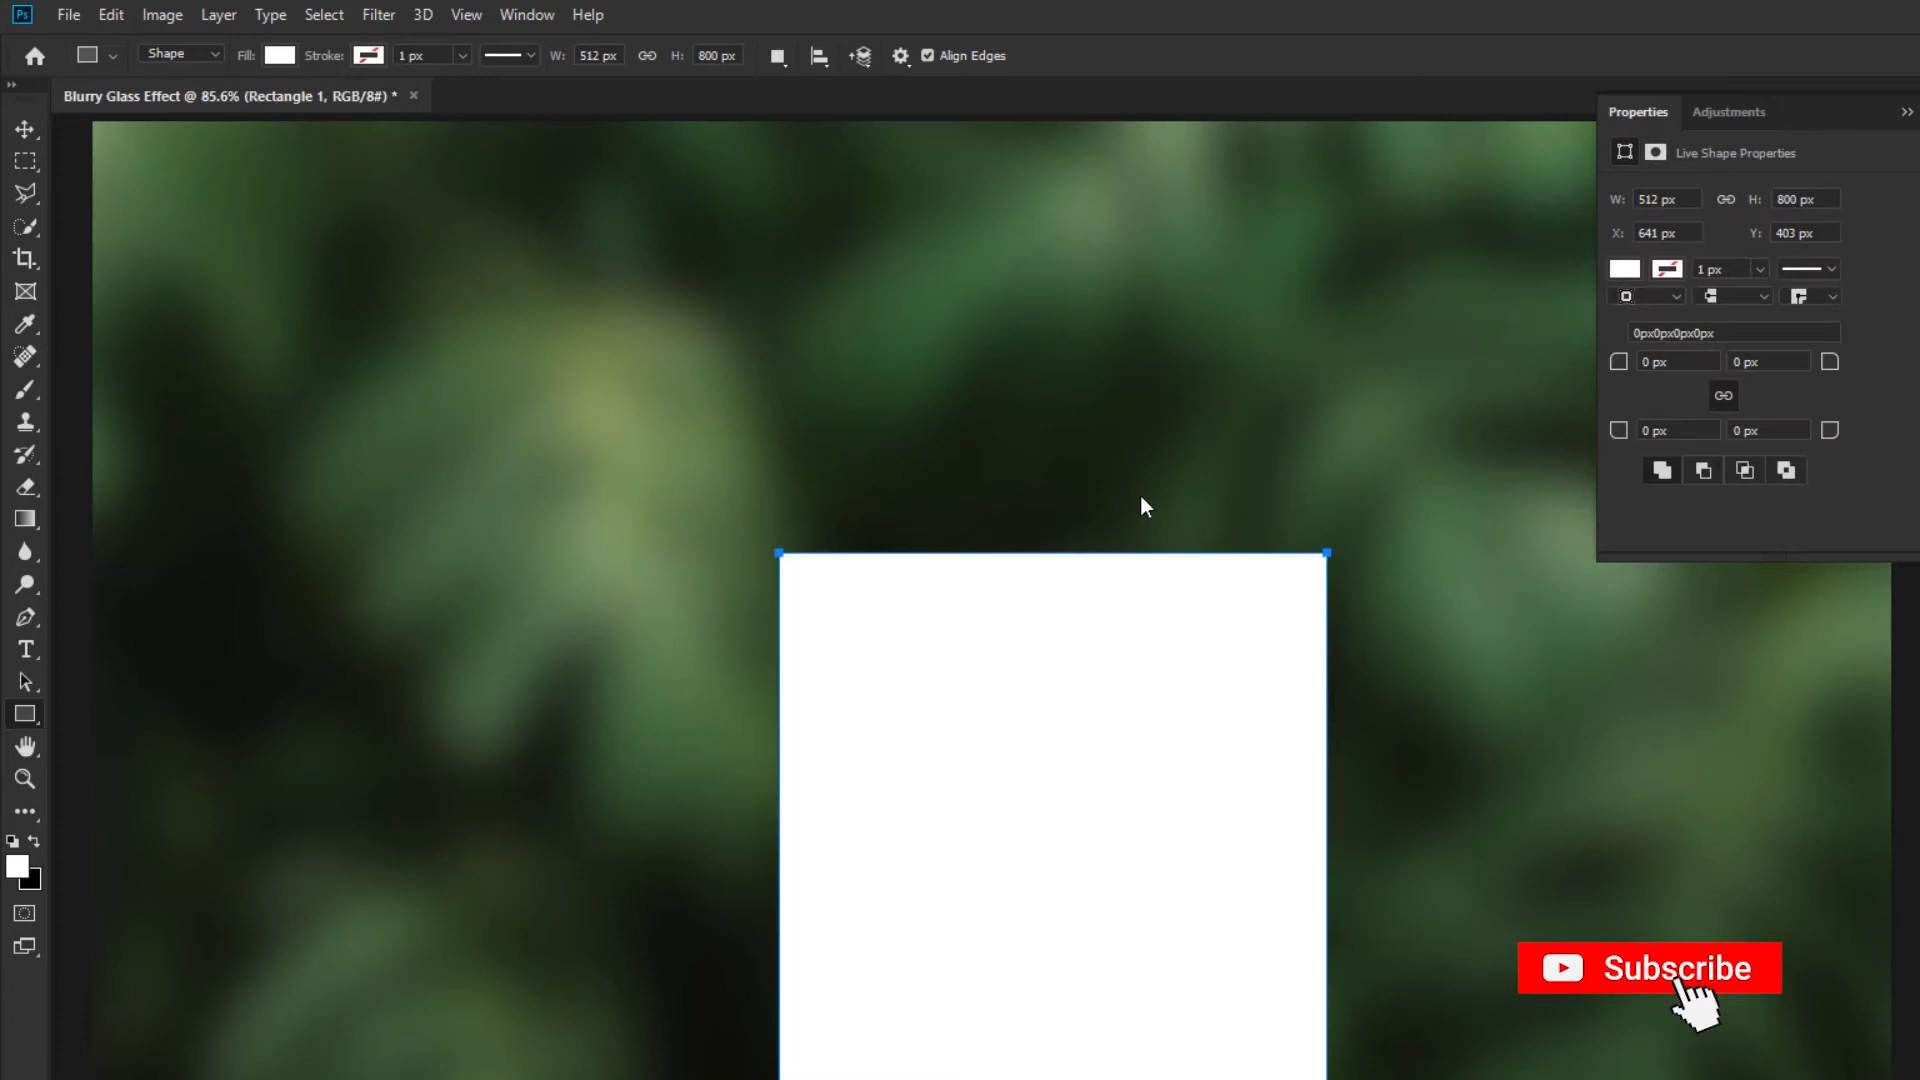 Ps File Edit Image Layer Type Select Filter 3D View Window Help
Shape Fill: Stroke: 1 px W: 512 px H: 800 px Align Edges
Blurry Glass Effect @ 85.6% (Rectangle 1, RGB/8#) * ×
Properties Adjustments
Live Shape Properties
W: 512 px H: 800 px
X: 641 px Y: 403 px
1 px
0px0px0px0px
0 px 0 px
0 px 0 px
T
Subscribe